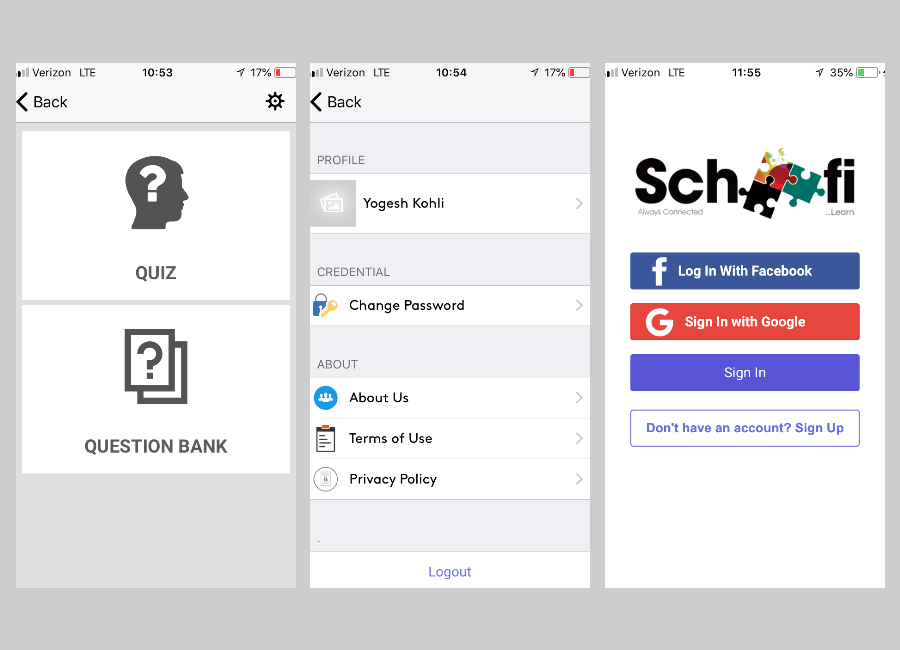 Verizon LTE 10:53 17%
Back
?
QUIZ
?
QUESTION BANK
Verizon LTE 10:54 17%
Back
PROFILE
Yogesh Kohli
CREDENTIAL
Change Password
ABOUT
About Us
Terms of Use
Privacy Policy
.
Logout
Verizon LTE 11:55 35%
Schoofi
Always Connected ...Learn
f Log In With Facebook
G Sign In with Google
Sign In
Don't have an account? Sign Up